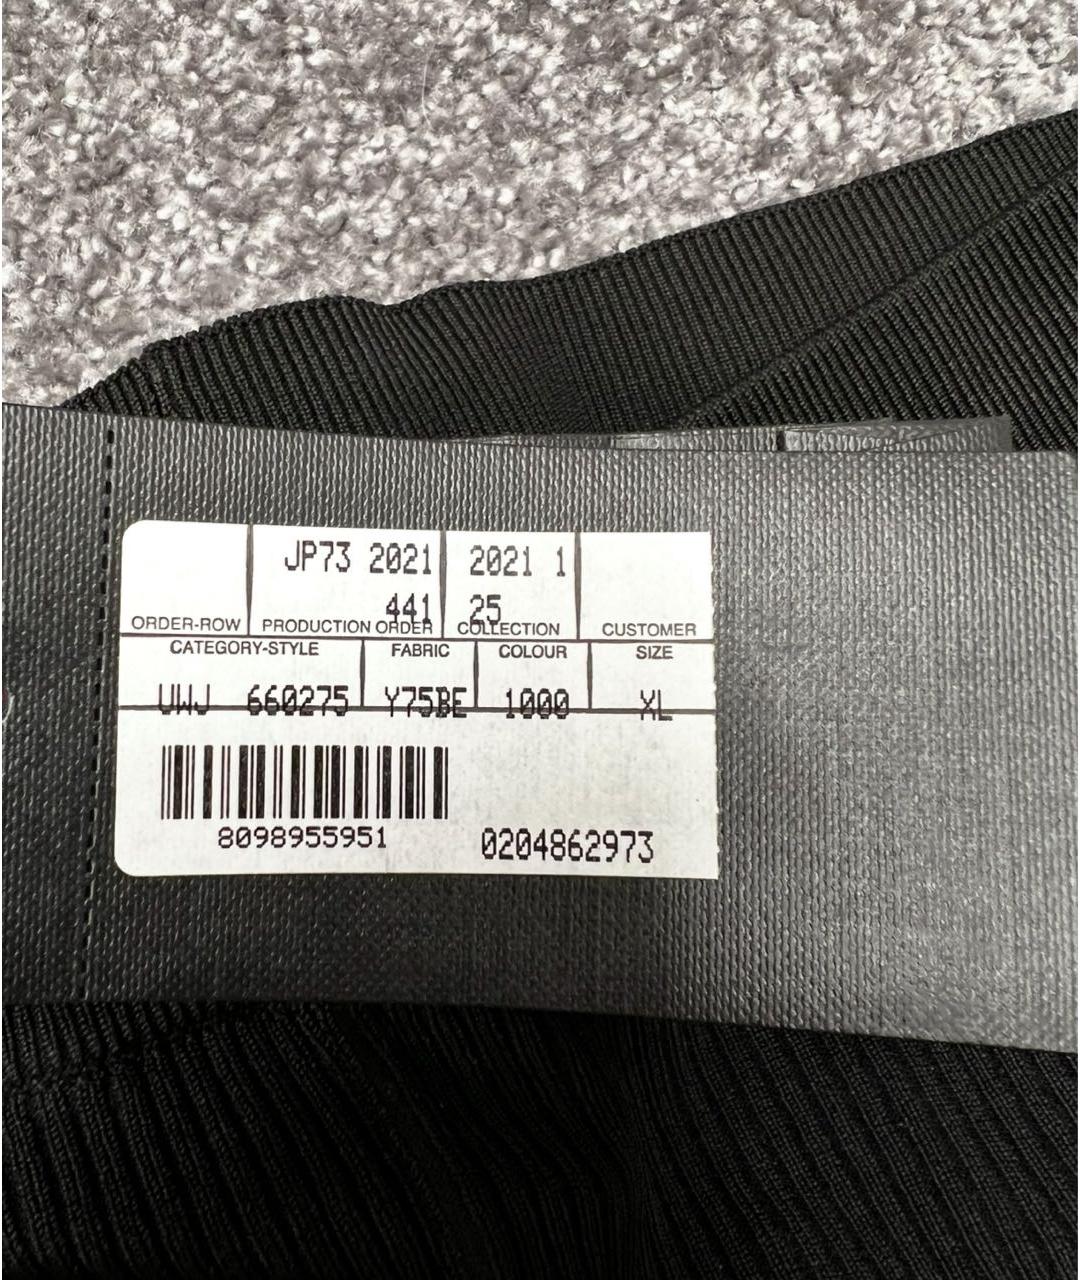 JP73 2021 2021 1
441 25
ORDER-ROW PRODUCTION ORDER COLLECTION CUSTOMER
CATEGORY-STYLE FABRIC COLOUR SIZE
UWJ 660275 Y75BE 1000 XL
8098955951 0204862973